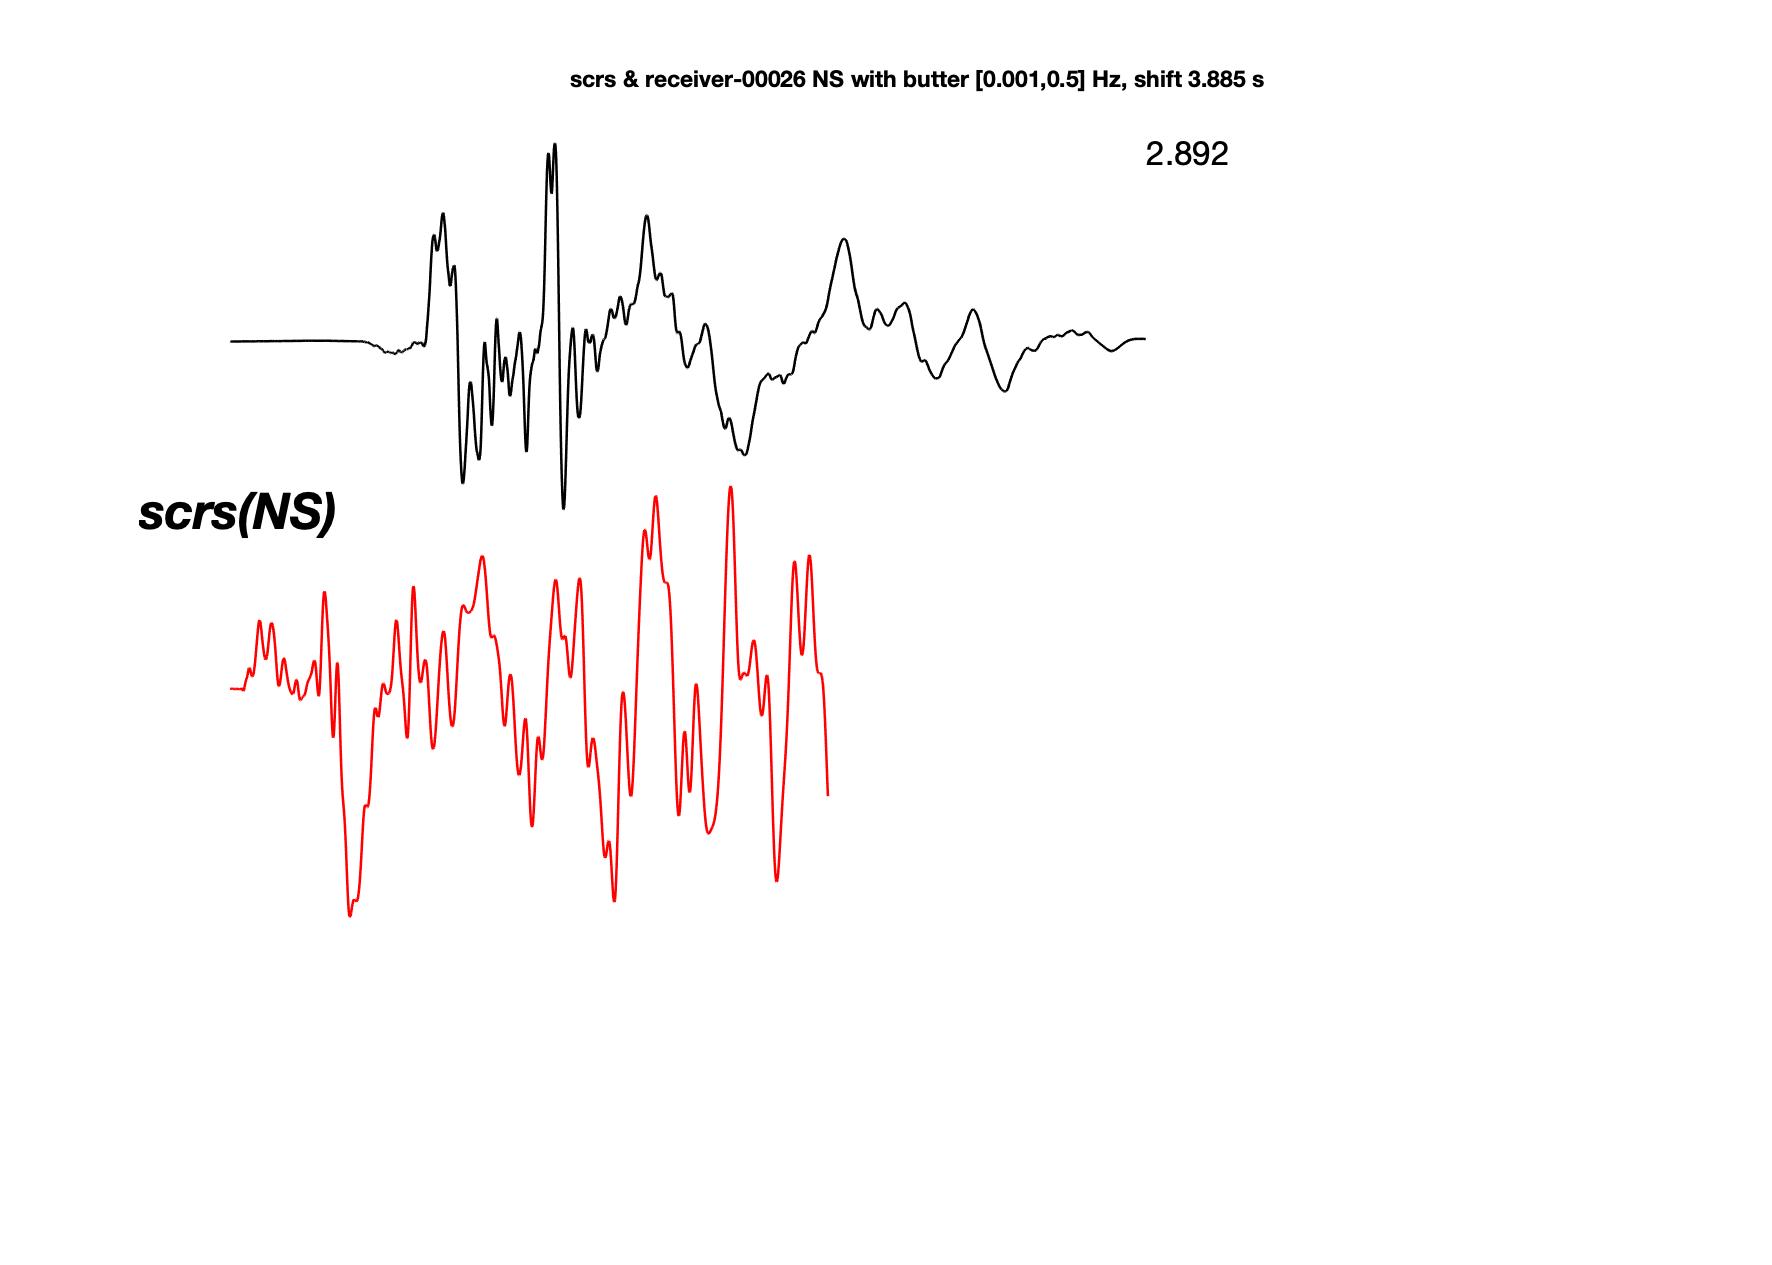 scrs & receiver-00026 NS with butter [0.001,0.5] Hz, shift 3.885 s
2.892
scrs(NS)